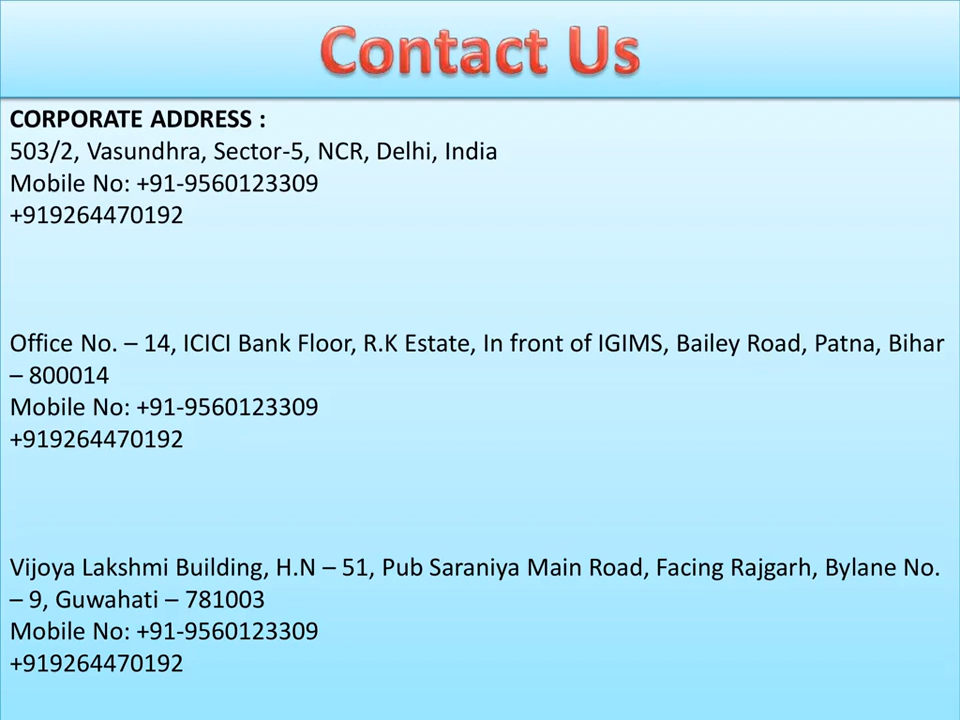 Contact Us
CORPORATE ADDRESS :
503/2, Vasundhra, Sector-5, NCR, Delhi, India
Mobile No: +91-9560123309
+919264470192
Office No. – 14, ICICI Bank Floor, R.K Estate, In front of IGIMS, Bailey Road, Patna, Bihar
– 800014
Mobile No: +91-9560123309
+919264470192
Vijoya Lakshmi Building, H.N – 51, Pub Saraniya Main Road, Facing Rajgarh, Bylane No.
– 9, Guwahati – 781003
Mobile No: +91-9560123309
+919264470192